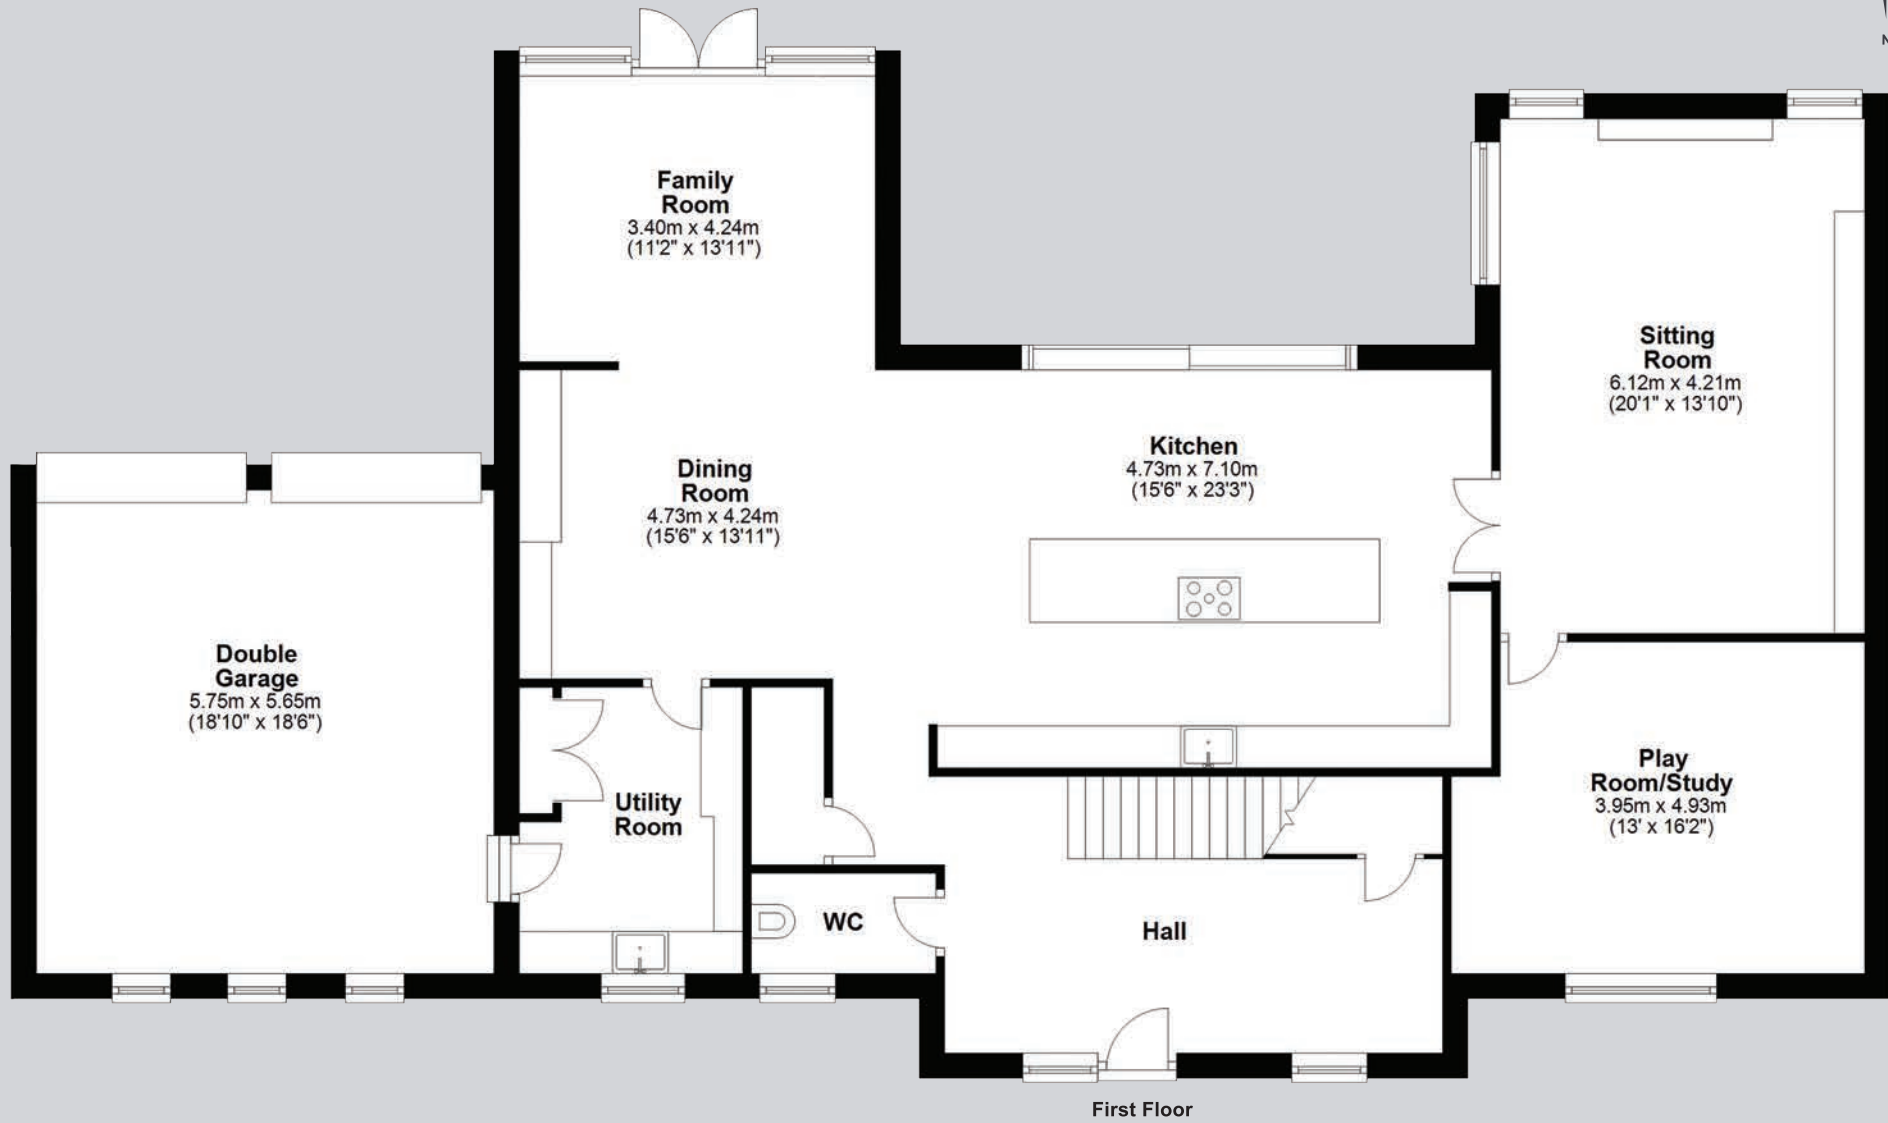 N
Family
Room
3.40m x 4.24m
(11'2" x 13'11")
Sitting
Room
6.12m x 4.21m
(20'1" x 13'10")
Kitchen
4.73m x 7.10m
(15'6" x 23'3")
Dining
Room
4.73m x 4.24m
(15'6" x 13'11")
Double
Garage
5.75m x 5.65m
(18'10" x 18'6")
Play
Room/Study
3.95m x 4.93m
(13' x 16'2")
Utility
Room
WC
Hall
First Floor